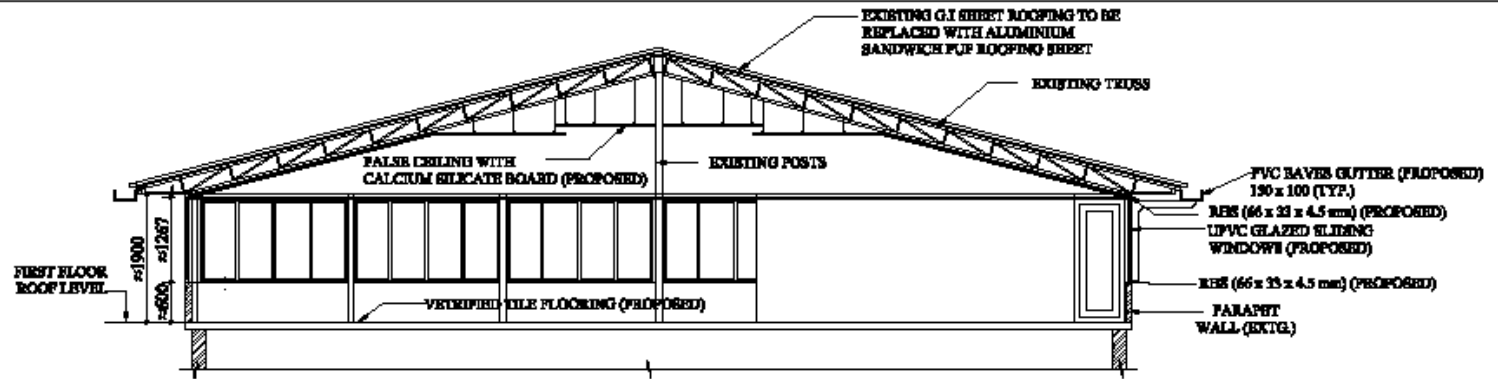 EXISTING G.I SHEET ROOFING TO BE
REPLACED WITH ALUMINIUM
SANDWICH PUF ROOFING SHEET
EXISTING TRUSS
FALSE CEILING WITH
CALCIUM SILICATE BOARD (PROPOSED)
EXISTING POSTS
PVC EAVES GUTTER (PROPOSED)
150 x 100 (TYP.)
RHS (66 x 33 x 4.5 mm) (PROPOSED)
UPVC GLAZED SLIDING
WINDOWS (PROPOSED)
≈1900
≈1267
≈600
FIRST FLOOR
ROOF LEVEL
VETRIFIED TILE FLOORING (PROPOSED)
RHS (66 x 33 x 4.5 mm) (PROPOSED)
PARAPET
WALL (EXTG.)